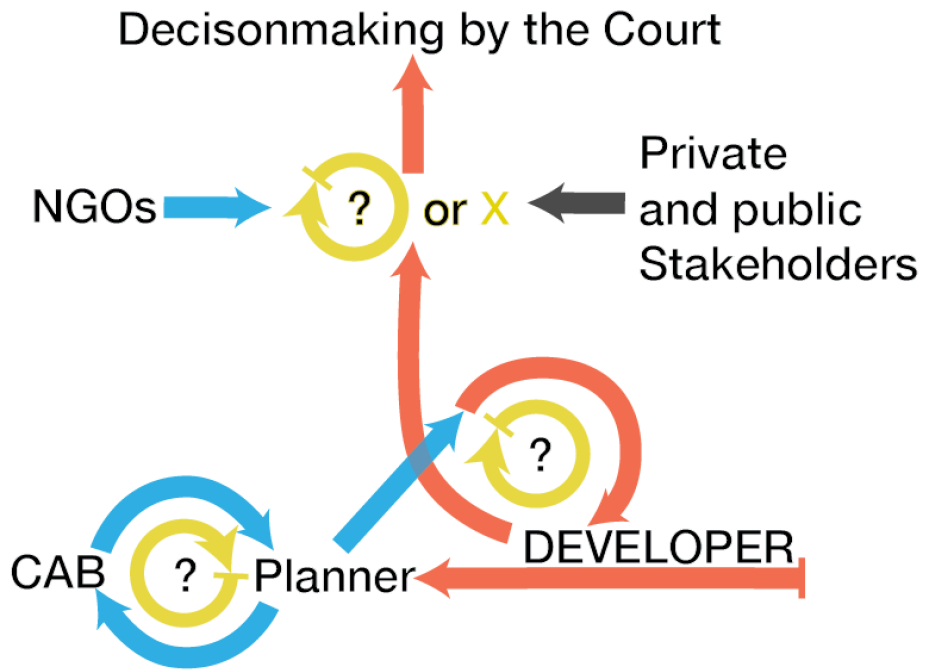 Decisonmaking by the Court
NGOs
?
or X
Private
and public
Stakeholders
?
DEVELOPER
CAB
?
Planner